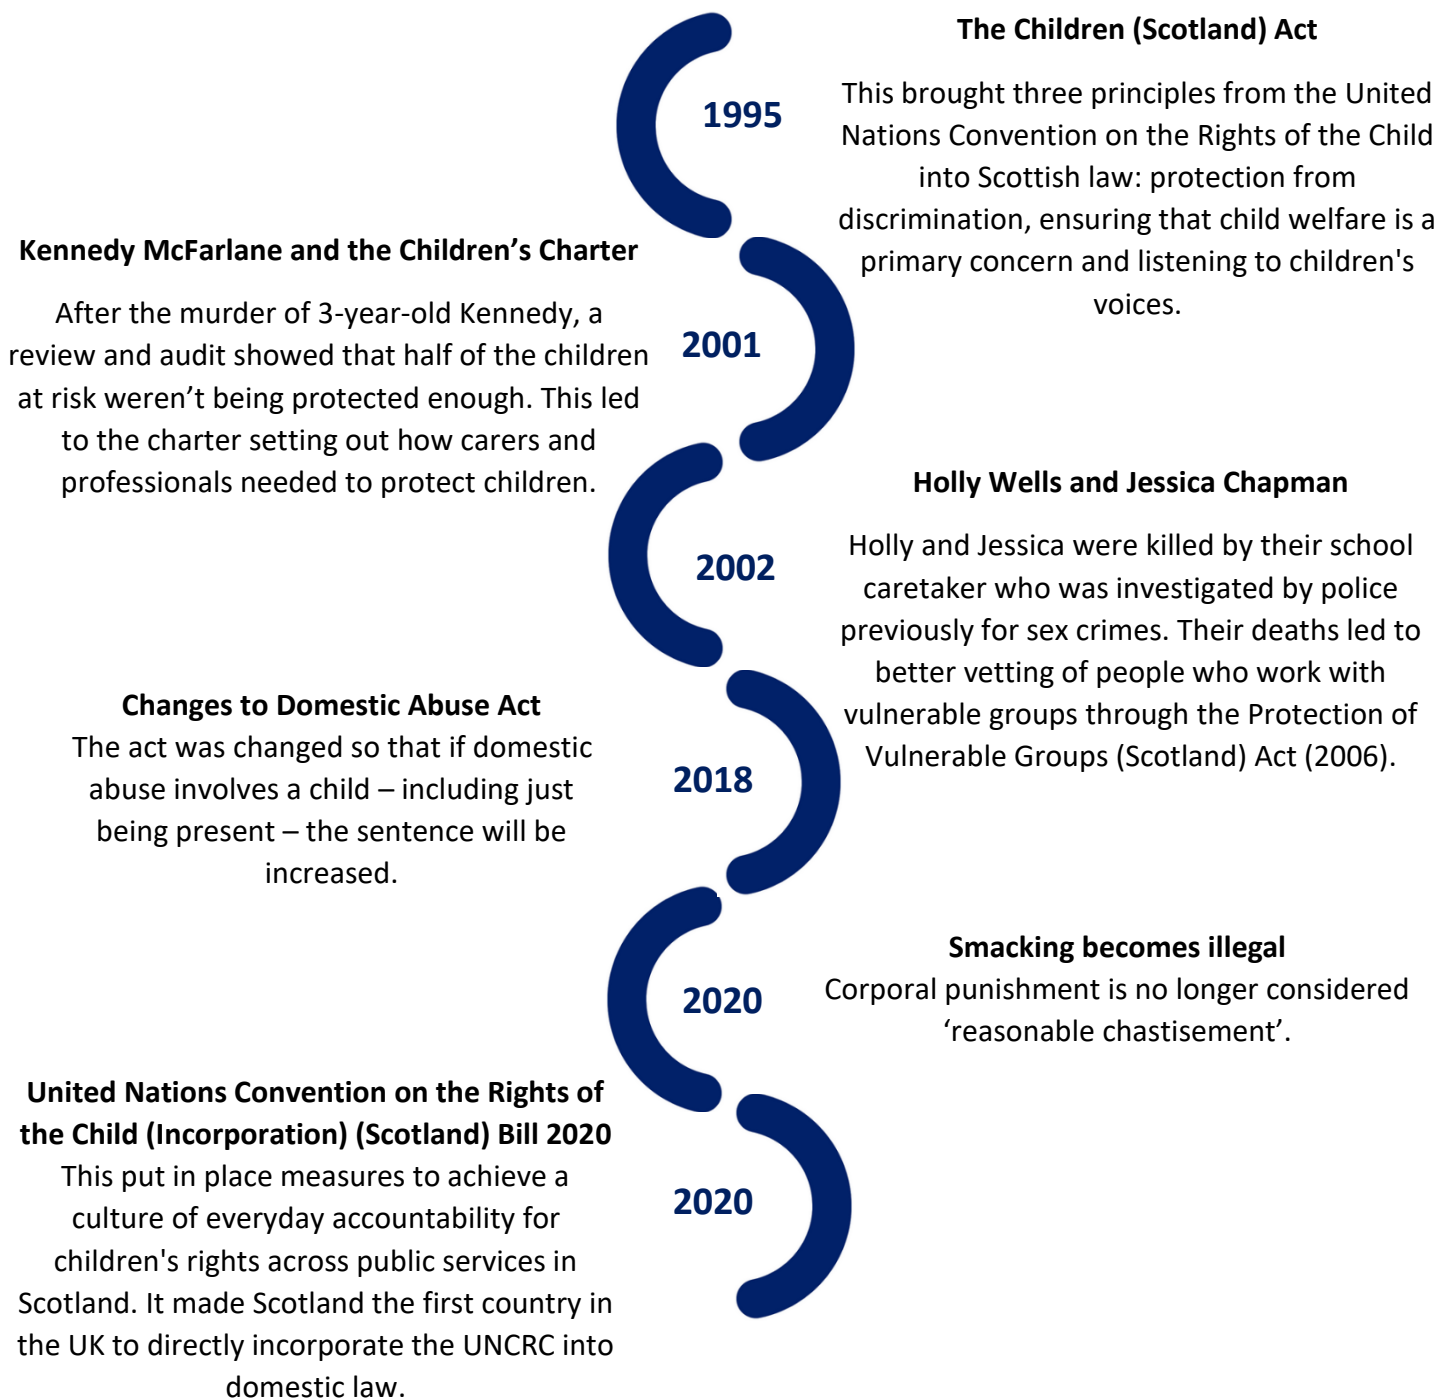 The Children (Scotland) Act
1995
This brought three principles from the United
Nations Convention on the Rights of the Child
into Scottish law: protection from
discrimination, ensuring that child welfare is a
primary concern and listening to children's
voices.
Kennedy McFarlane and the Children’s Charter
After the murder of 3-year-old Kennedy, a
review and audit showed that half of the children
at risk weren’t being protected enough. This led
to the charter setting out how carers and
professionals needed to protect children.
2001
Holly Wells and Jessica Chapman
2002
Holly and Jessica were killed by their school
caretaker who was investigated by police
previously for sex crimes. Their deaths led to
better vetting of people who work with
vulnerable groups through the Protection of
Vulnerable Groups (Scotland) Act (2006).
Changes to Domestic Abuse Act
The act was changed so that if domestic
abuse involves a child – including just
being present – the sentence will be
increased.
2018
Smacking becomes illegal
2020
Corporal punishment is no longer considered
‘reasonable chastisement’.
United Nations Convention on the Rights of
the Child (Incorporation) (Scotland) Bill 2020
This put in place measures to achieve a
culture of everyday accountability for
children's rights across public services in
Scotland. It made Scotland the first country in
the UK to directly incorporate the UNCRC into
domestic law.
2020